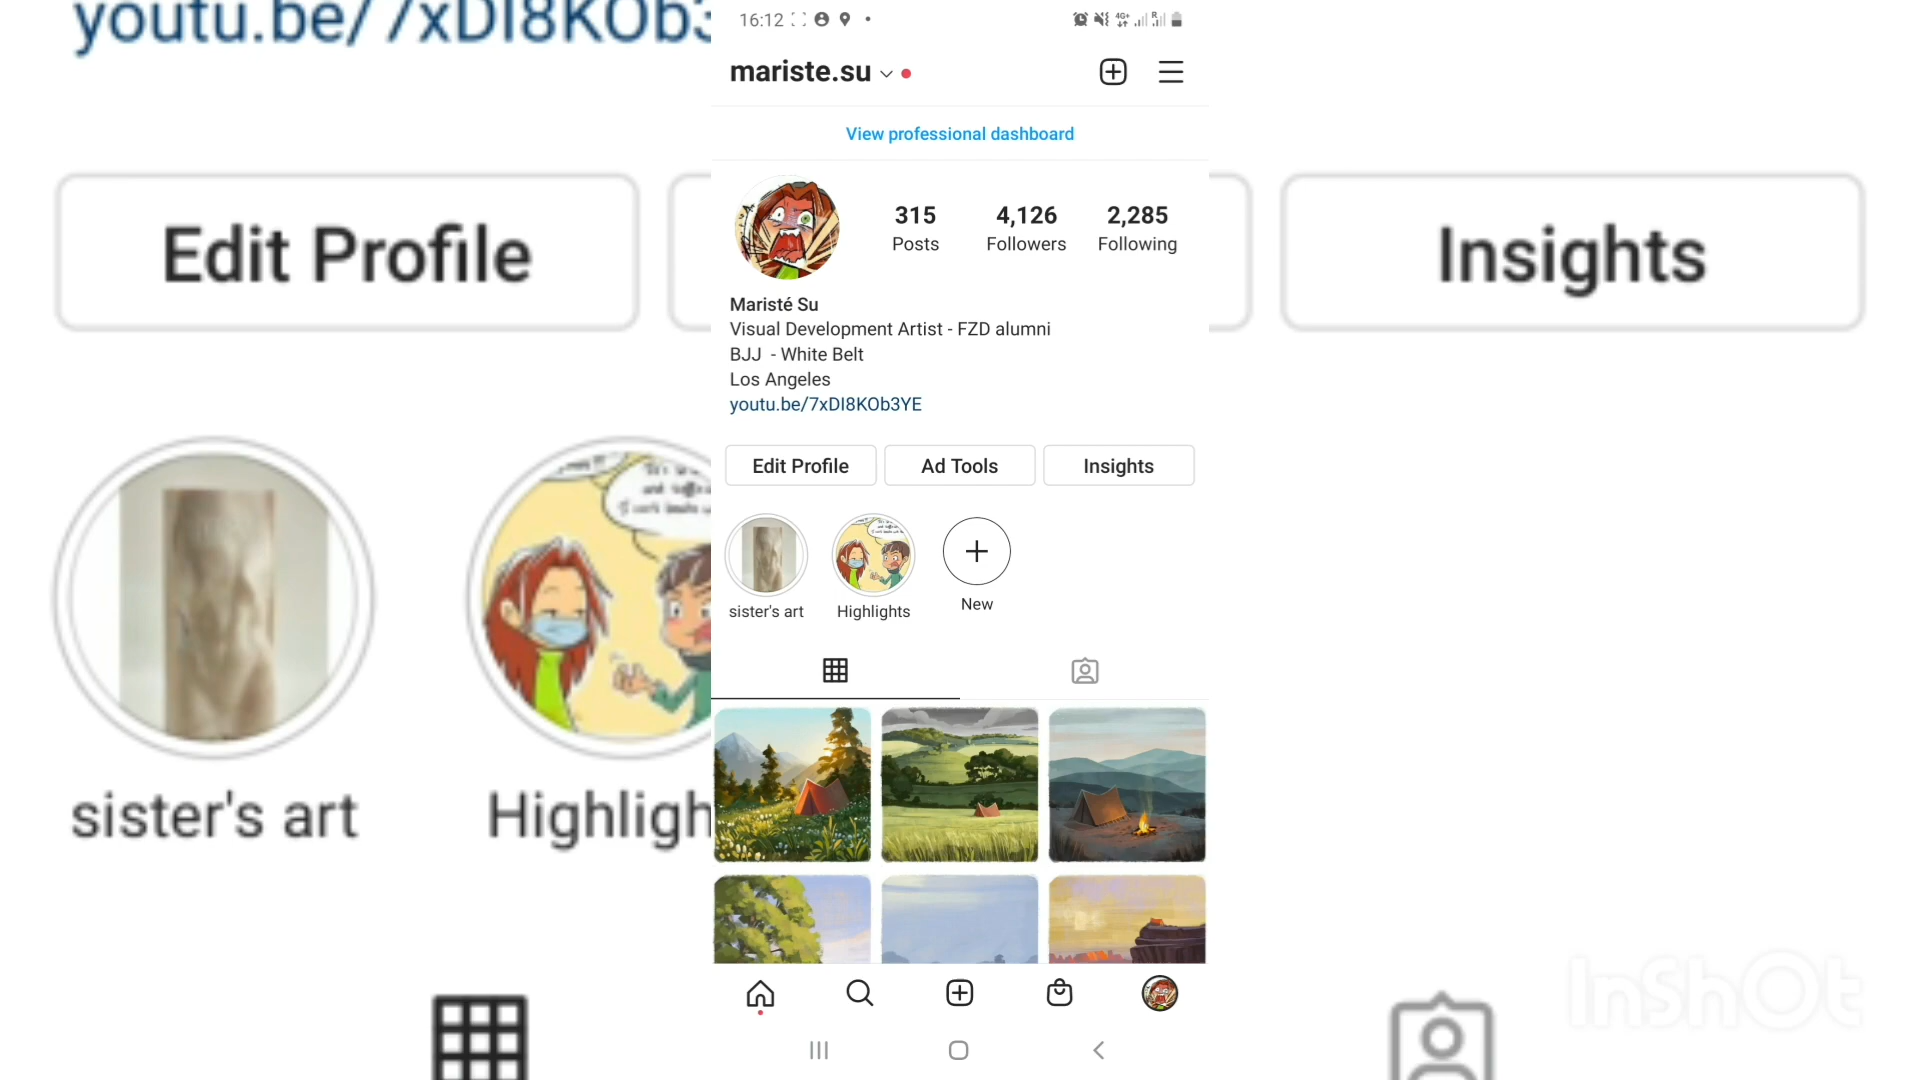 youtu.be/7xDI8KOb3
Edit Profile
Insights
sister's art
Highligh
16:12
4G+
R
mariste.su
View professional dashboard
315 4,126 2,285
Posts Followers Following
Maristé Su
Visual Development Artist - FZD alumni
BJJ - White Belt
Los Angeles
youtu.be/7xDI8KOb3YE
Edit Profile Ad Tools Insights
sister's art Highlights New
InShOt